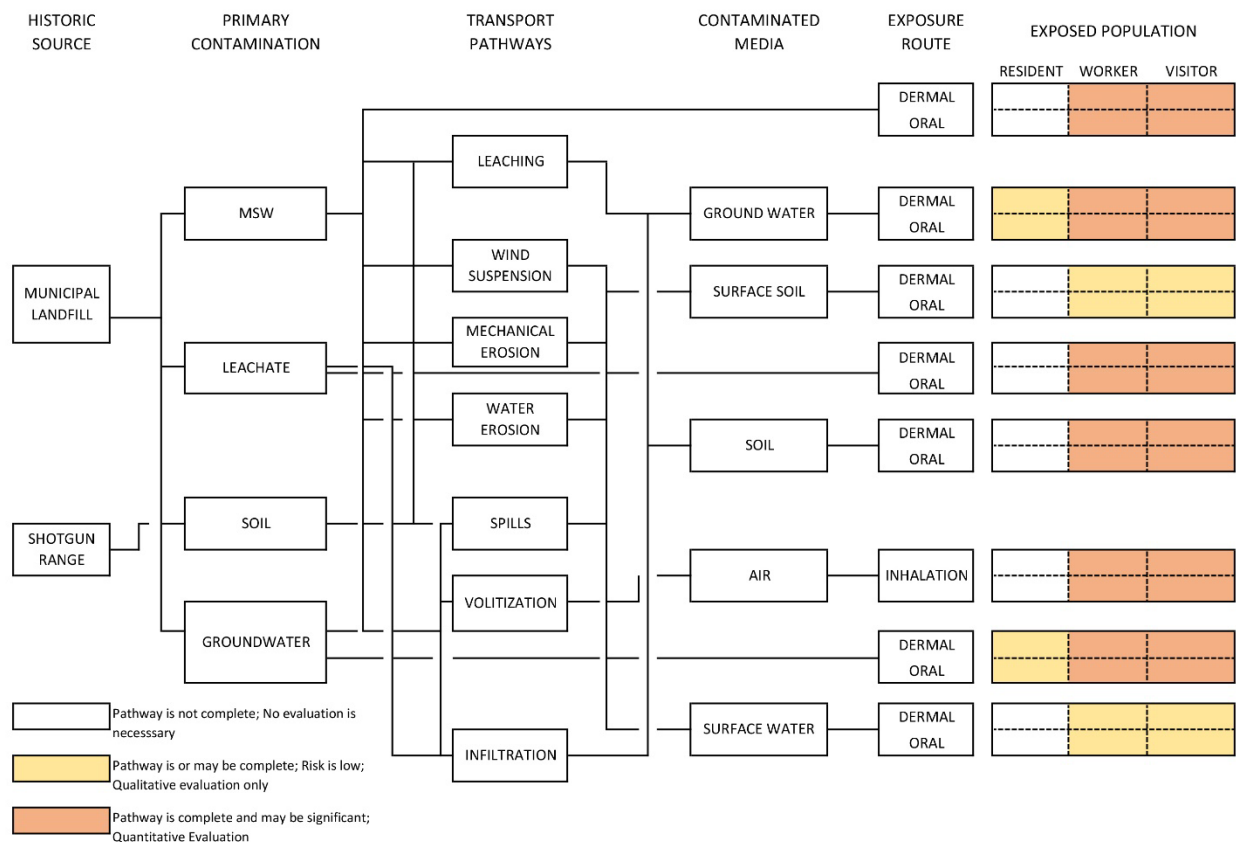 HISTORIC
SOURCE
PRIMARY
CONTAMINATION
TRANSPORT
PATHWAYS
CONTAMINATED
MEDIA
EXPOSURE
ROUTE
EXPOSED POPULATION
RESIDENT WORKER VISITOR
DERMAL
ORAL
LEACHING
MSW
GROUND WATER
DERMAL
ORAL
WIND
SUSPENSION
MUNICIPAL
LANDFILL
SURFACE SOIL
DERMAL
ORAL
MECHANICAL
EROSION
LEACHATE
DERMAL
ORAL
WATER
EROSION
SOIL
DERMAL
ORAL
SHOTGUN
RANGE
SOIL
SPILLS
VOLITIZATION
AIR
INHALATION
GROUNDWATER
DERMAL
ORAL
INFILTRATION
SURFACE WATER
DERMAL
ORAL
Pathway is not complete; No evaluation is
necesssary
Pathway is or may be complete; Risk is low;
Qualitative evaluation only
Pathway is complete and may be significant;
Quantitative Evaluation